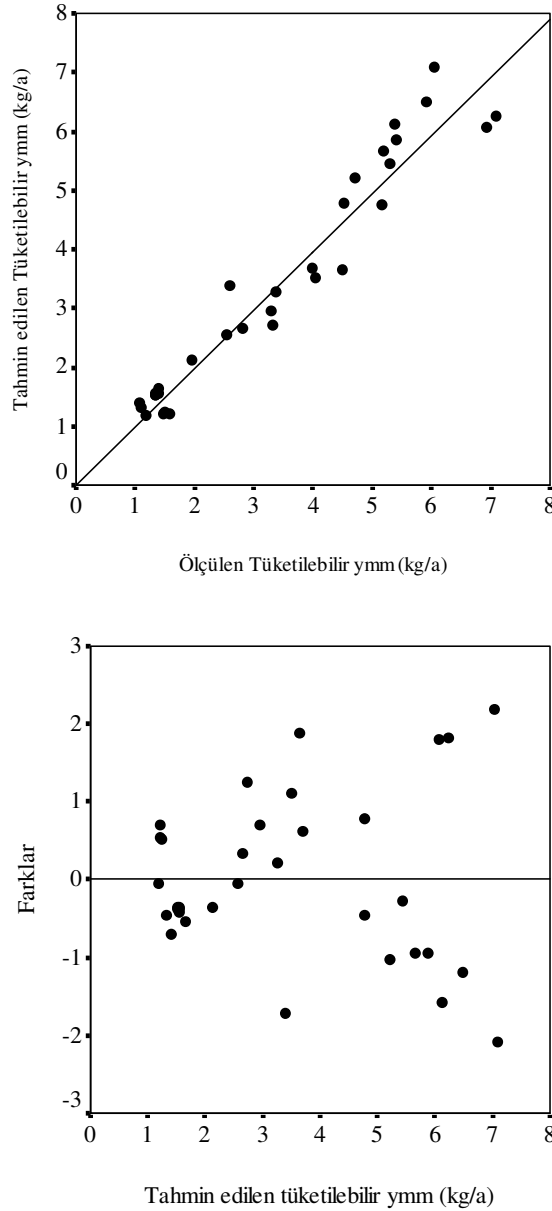 8
7
6
5
4
3
2
1
0
Tahmin edilen Tüketilebilir ymm (kg/a)
0 1 2 3 4 5 6 7 8
Ölçülen Tüketilebilir ymm (kg/a)
3
2
1
0
-1
-2
-3
Farklar
0 1 2 3 4 5 6 7 8
Tahmin edilen tüketilebilir ymm (kg/a)